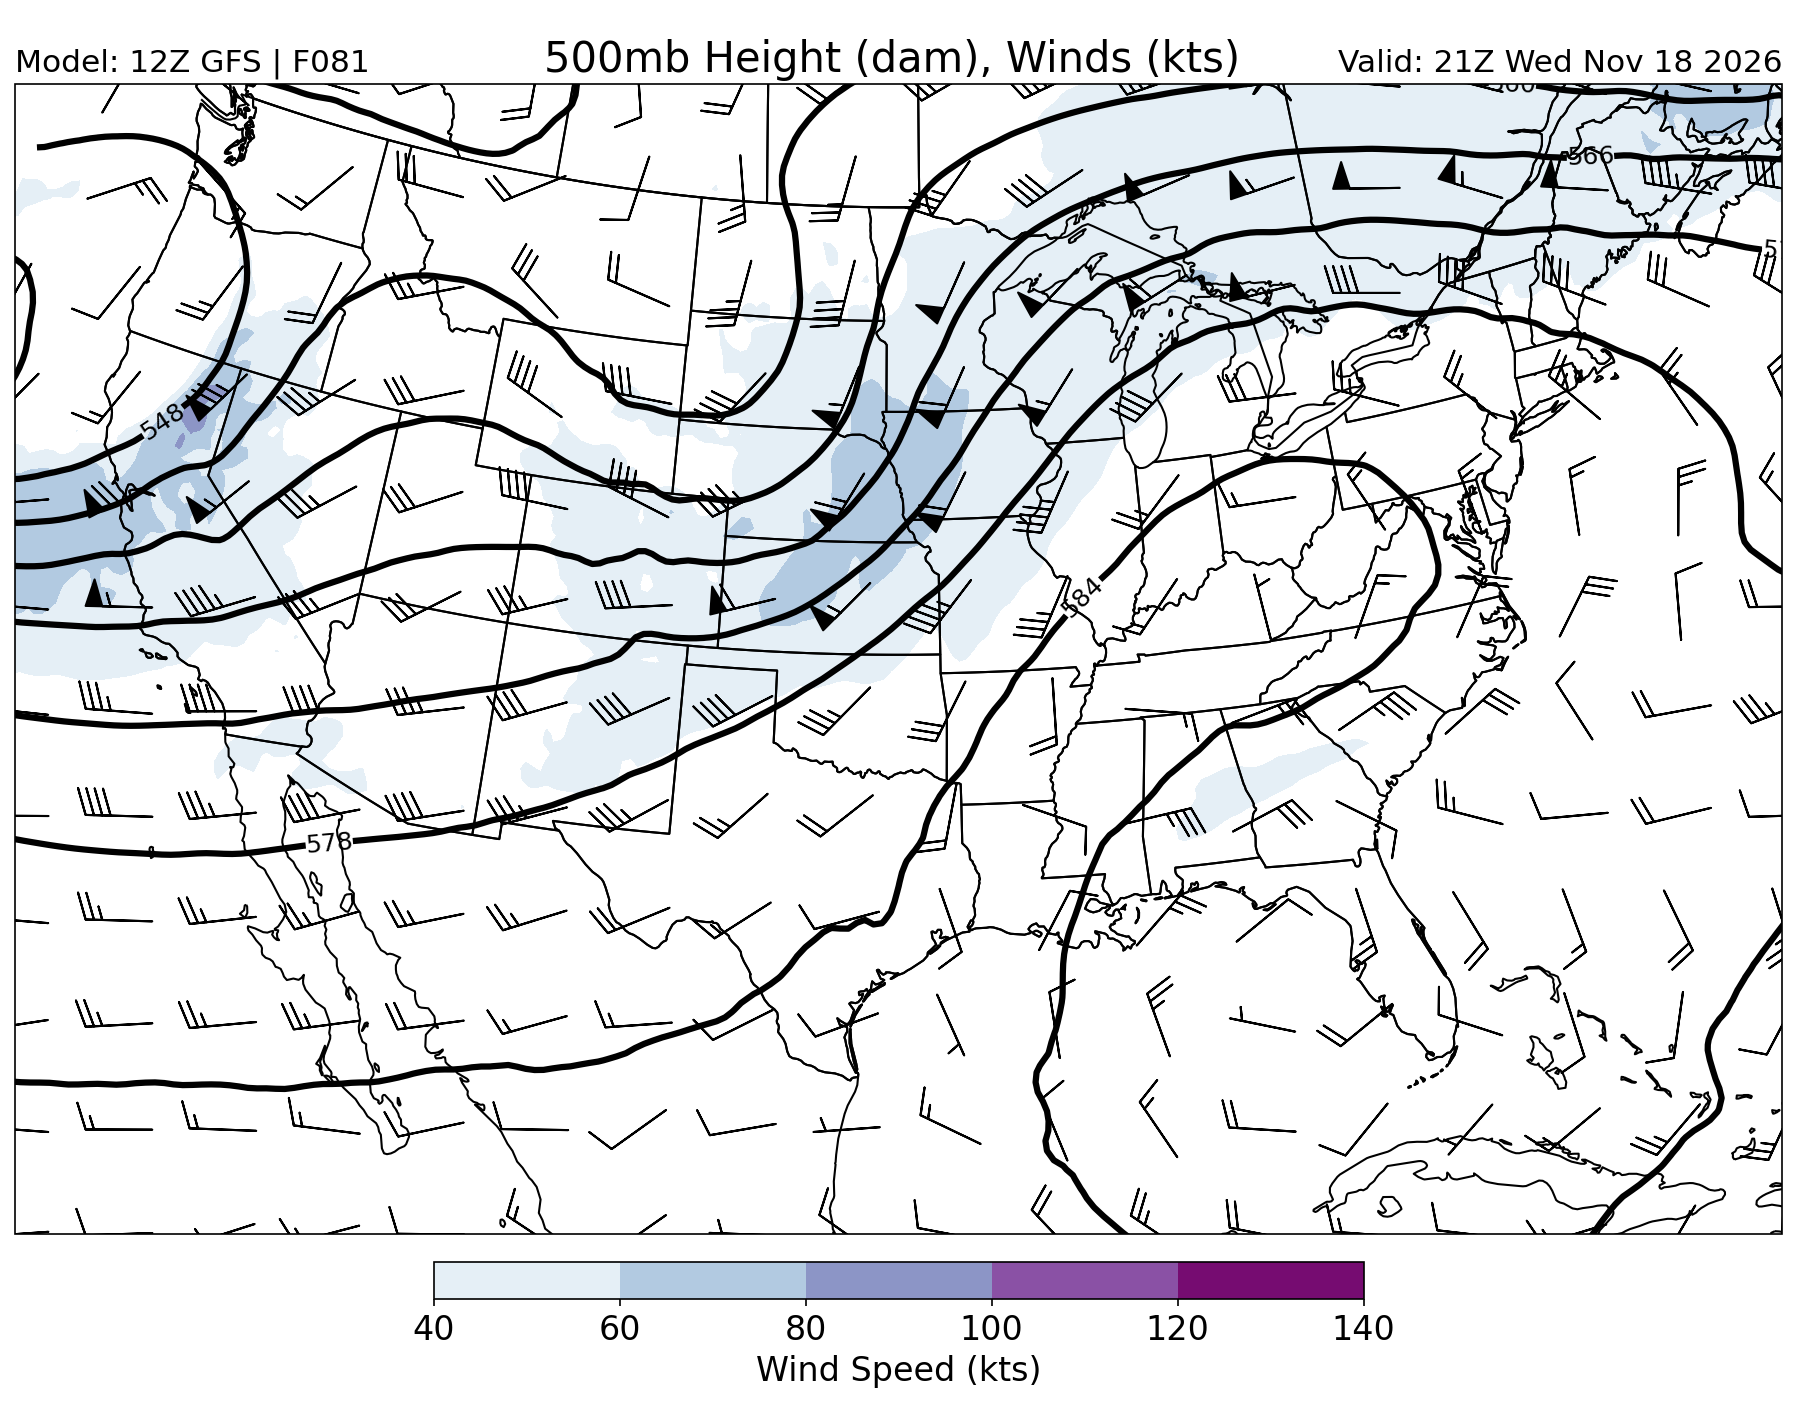 Model: 12Z GFS | F081
500mb Height (dam), Winds (kts)
Valid: 21Z Wed Nov 18 2026
566
548
584
578
40 60 80 100 120 140
Wind Speed (kts)